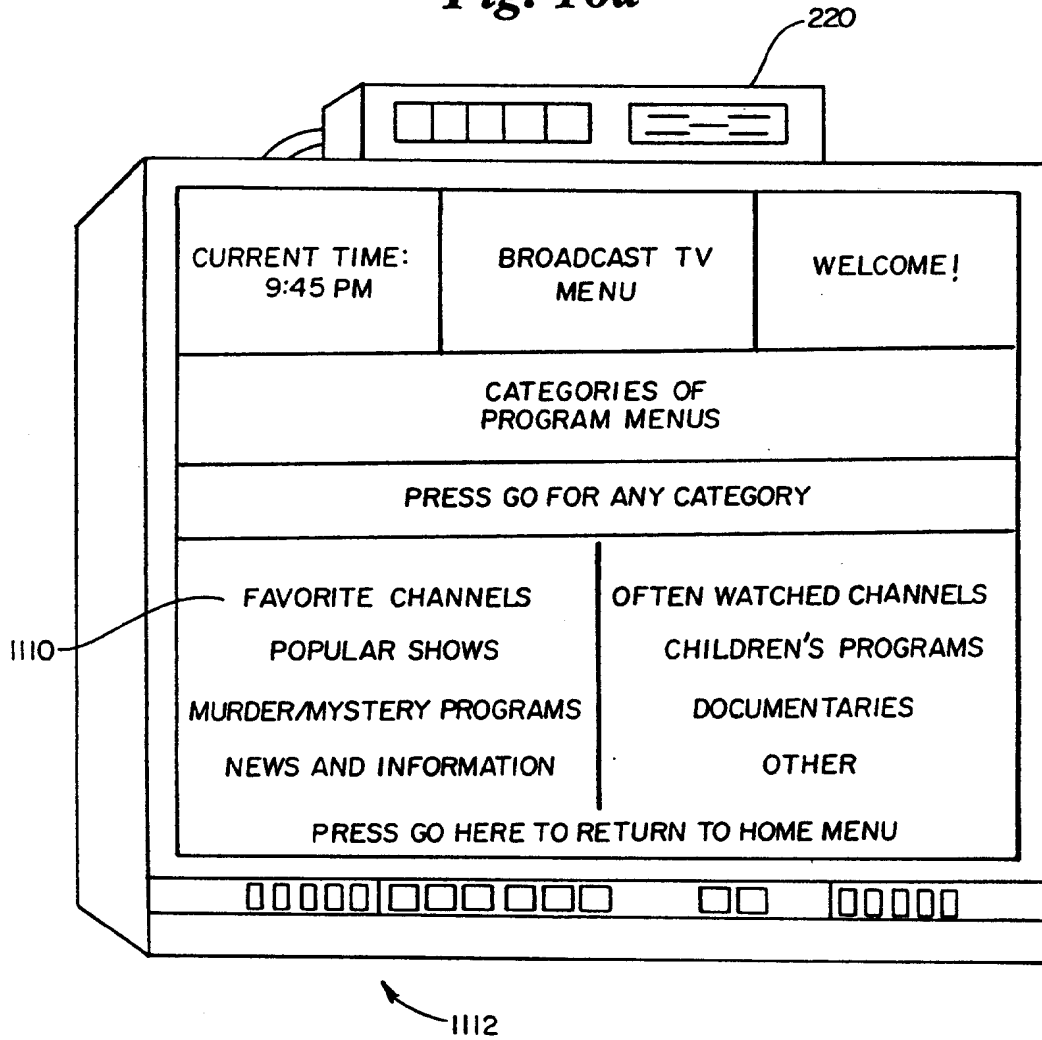 220
CURRENT TIME:
9:45 PM
BROADCAST TV
MENU
WELCOME!
CATEGORIES OF
PROGRAM MENUS
PRESS GO FOR ANY CATEGORY
FAVORITE CHANNELS
OFTEN WATCHED CHANNELS
1110
POPULAR SHOWS
CHILDREN'S PROGRAMS
MURDER/MYSTERY PROGRAMS
DOCUMENTARIES
NEWS AND INFORMATION
OTHER
PRESS GO HERE TO RETURN TO HOME MENU
1112